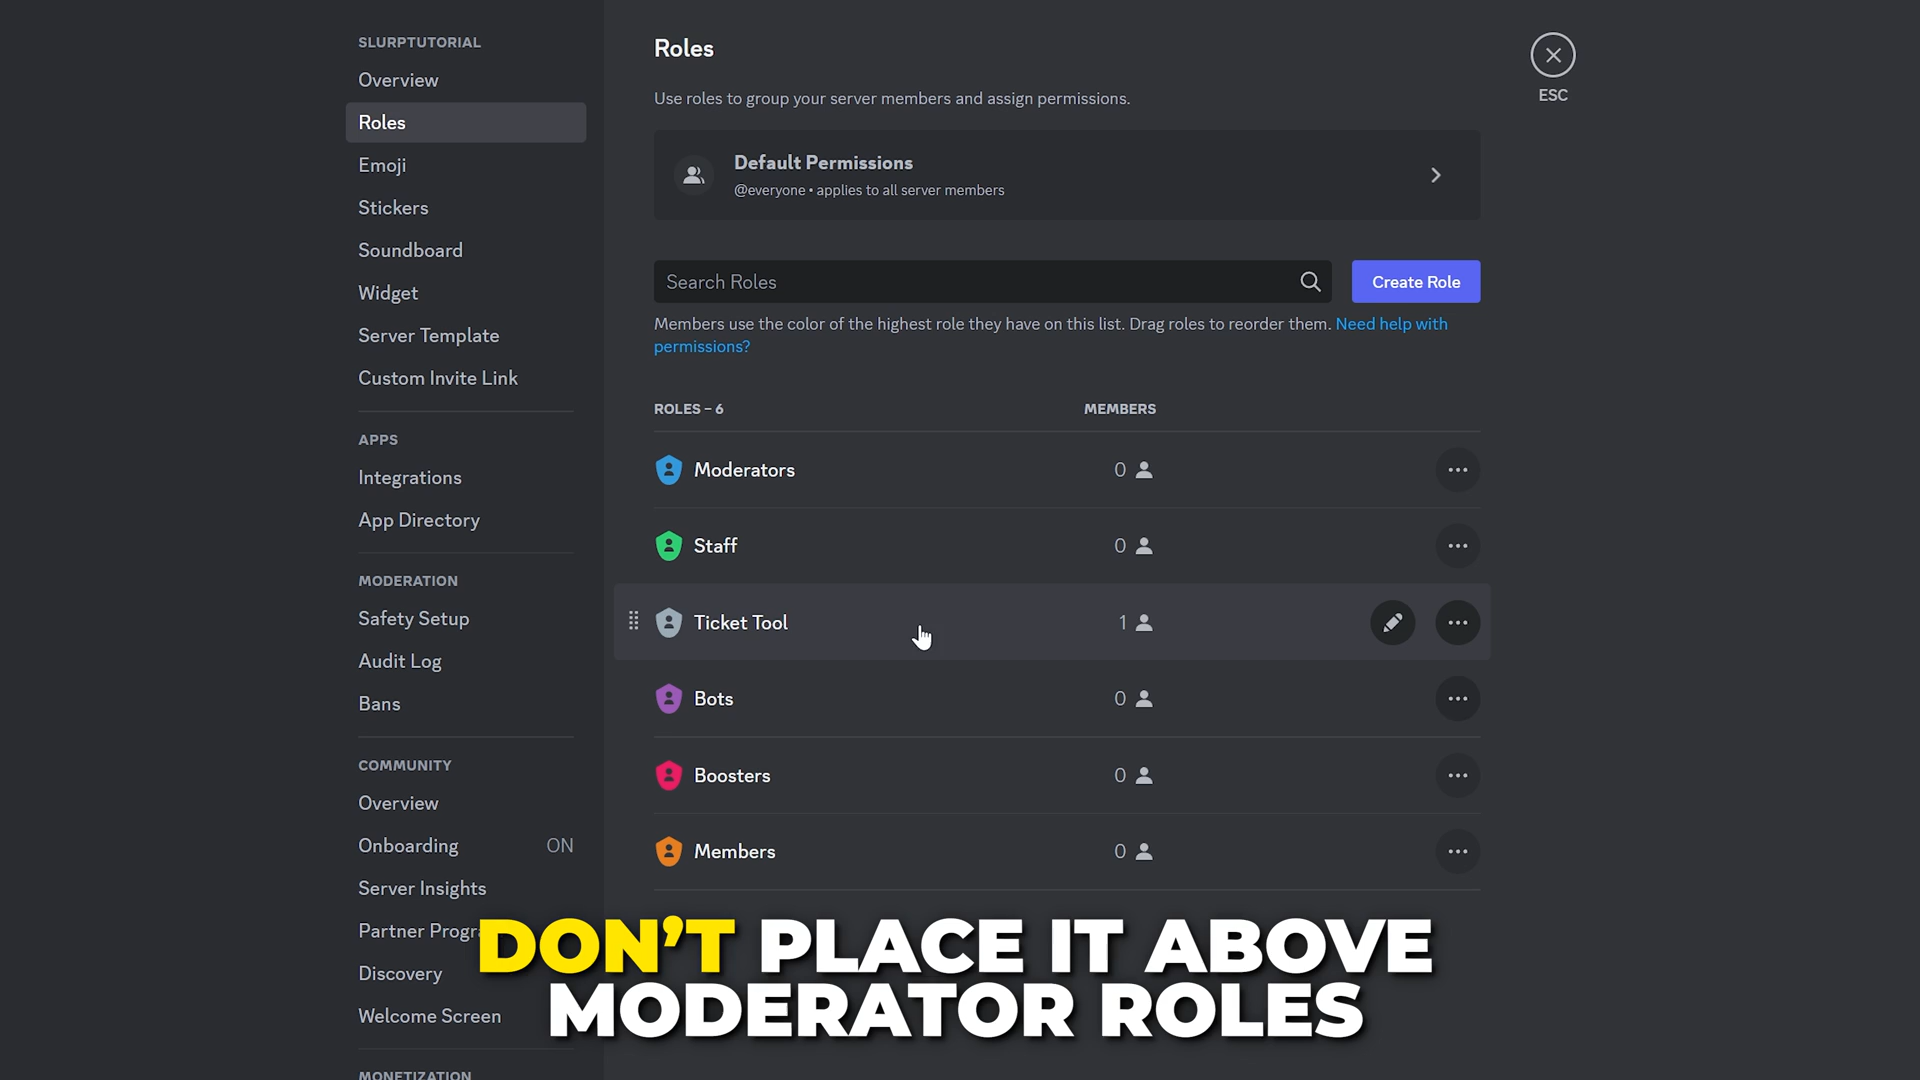 SLURPTUTORIAL
Overview
Roles
Emoji
Stickers
Soundboard
Widget
Server Template
Custom Invite Link
APPS
Integrations
App Directory
MODERATION
Safety Setup
Audit Log
Bans
COMMUNITY
Overview
Onboarding ON
Server Insights
Partner Progr
Discovery
Welcome Screen
MONETIZATION
Roles
Use roles to group your server members and assign permissions.
Default Permissions
@everyone • applies to all server members
Search Roles
Create Role
Members use the color of the highest role they have on this list. Drag roles to reorder them. Need help with
permissions?
ROLES – 6 MEMBERS
Moderators 0
Staff 0
Ticket Tool 1
Bots 0
Boosters 0
Members 0
ESC
DON'T PLACE IT ABOVE
MODERATOR ROLES